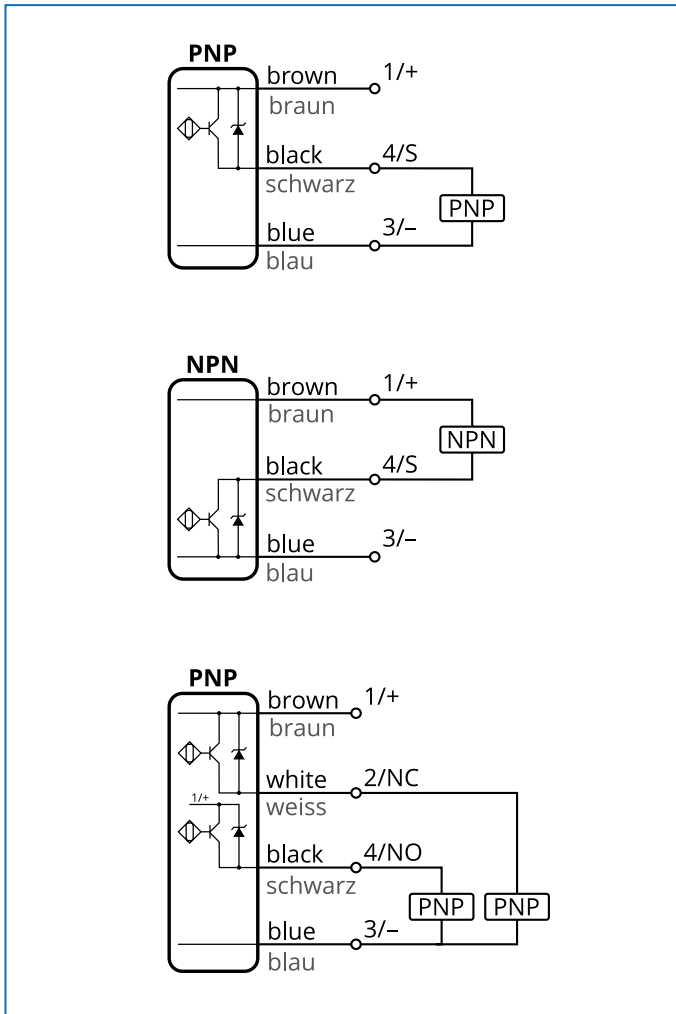 PNP
brown 1/+
braun
black 4/S
schwarz
PNP
blue 3/–
blau
NPN
brown 1/+
braun
NPN
black 4/S
schwarz
blue 3/–
blau
PNP
brown 1/+
braun
white 2/NC
weiss
1/+
black 4/NO
schwarz
PNP PNP
blue 3/–
blau